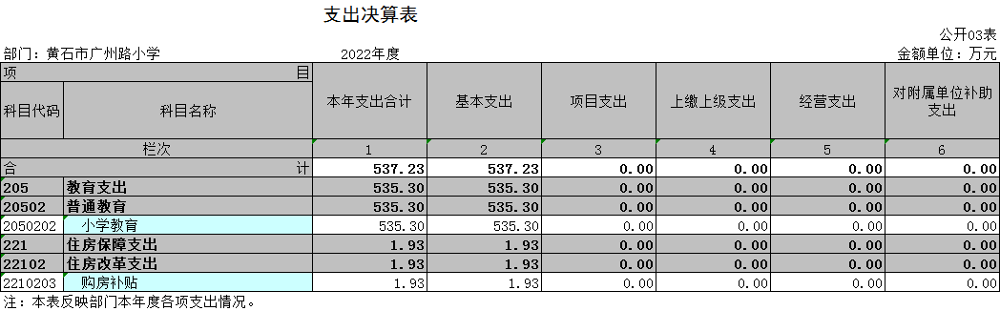 支出决算表
公开03表
部门：黄石市广州路小学 2022年度 金额单位：万元
项 目 本年支出合计 基本支出 项目支出 上缴上级支出 经营支出 对附属单位补助支出
科目代码 科目名称
栏次 1 2 3 4 5 6
合 计 537.23 537.23 0.00 0.00 0.00 0.00
205 教育支出 535.30 535.30 0.00 0.00 0.00 0.00
20502 普通教育 535.30 535.30 0.00 0.00 0.00 0.00
2050202 小学教育 535.30 535.30 0.00 0.00 0.00 0.00
221 住房保障支出 1.93 1.93 0.00 0.00 0.00 0.00
22102 住房改革支出 1.93 1.93 0.00 0.00 0.00 0.00
2210203 购房补贴 1.93 1.93 0.00 0.00 0.00 0.00
注：本表反映部门本年度各项支出情况。